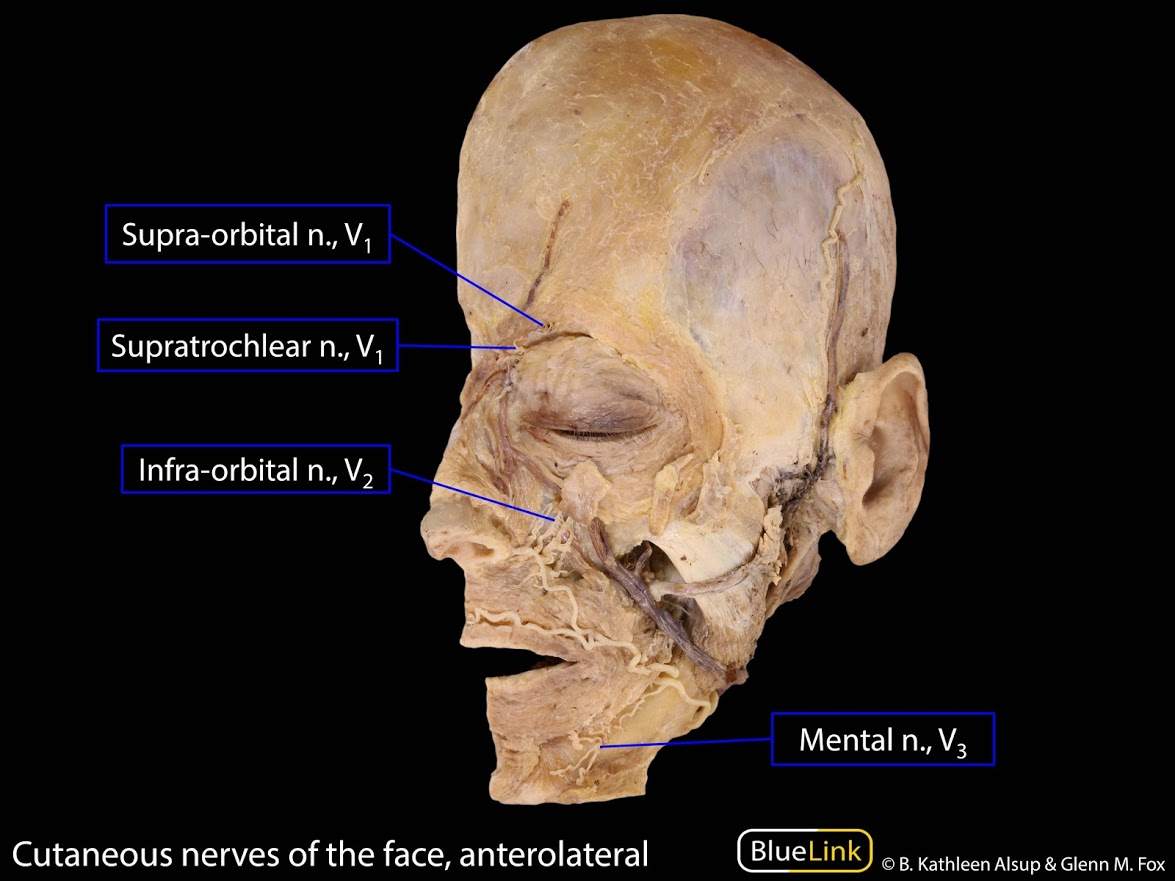 Supra-orbital n., V₁
Supratrochlear n., V₁
Infra-orbital n., V₂
Mental n., V₃
Cutaneous nerves of the face, anterolateral
BlueLink
© B. Kathleen Alsup & Glenn M. Fox